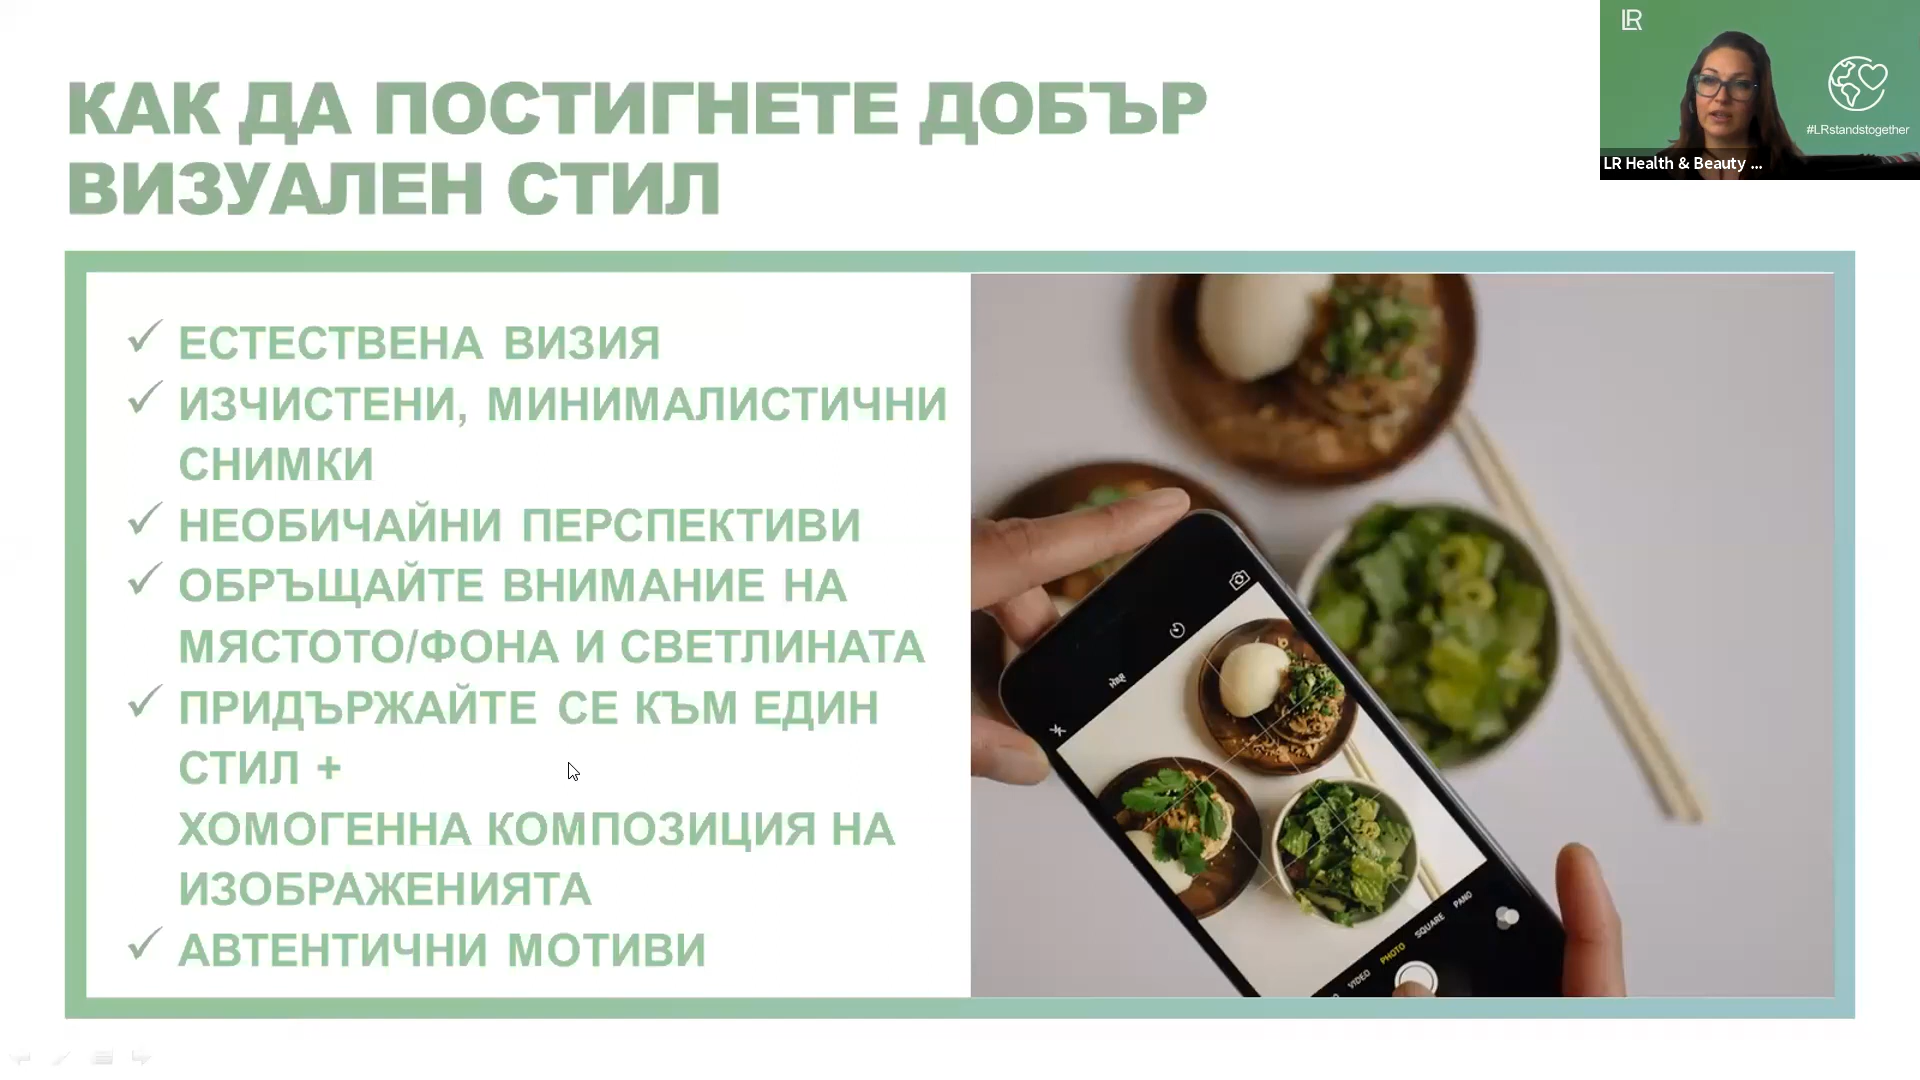 КАК ДА ПОСТИГНЕТЕ ДОБЪР
ВИЗУАЛЕН СТИЛ
LR
#LRstandstogether
LR Health & Beauty ...
ЕСТЕСТВЕНА ВИЗИЯ
ИЗЧИСТЕНИ, МИНИМАЛИСТИЧНИ
СНИМКИ
НЕОБИЧАЙНИ ПЕРСПЕКТИВИ
ОБРЪЩАЙТЕ ВНИМАНИЕ НА
МЯСТОТО/ФОНА И СВЕТЛИНАТА
ПРИДЪРЖАЙТЕ СЕ КЪМ ЕДИН
СТИЛ +
ХОМОГЕННА КОМПОЗИЦИЯ НА
ИЗОБРАЖЕНИЯТА
АВТЕНТИЧНИ МОТИВИ
HDR
VIDEO PHOTO SQUARE PANO